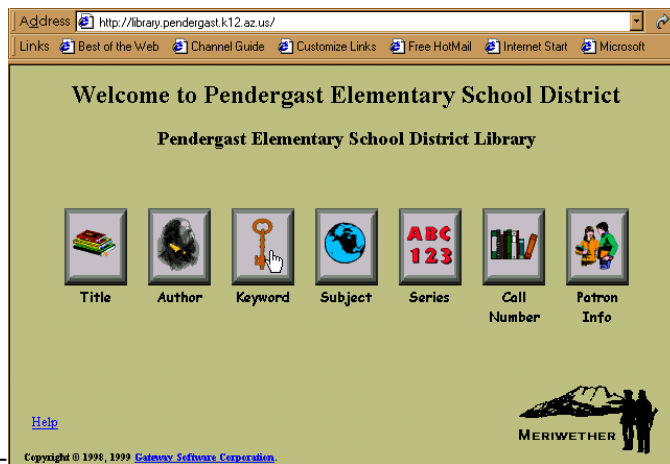 Address http://library.pendergast.k12.az.us/
Links Best of the Web Channel Guide Customize Links Free HotMail Internet Start Microsoft
Welcome to Pendergast Elementary School District
Pendergast Elementary School District Library
ABC
123
Title Author Keyword Subject Series Call Number Patron Info
Help
MERIWETHER
Copyright © 1998, 1999 Gateway Software Corporation.